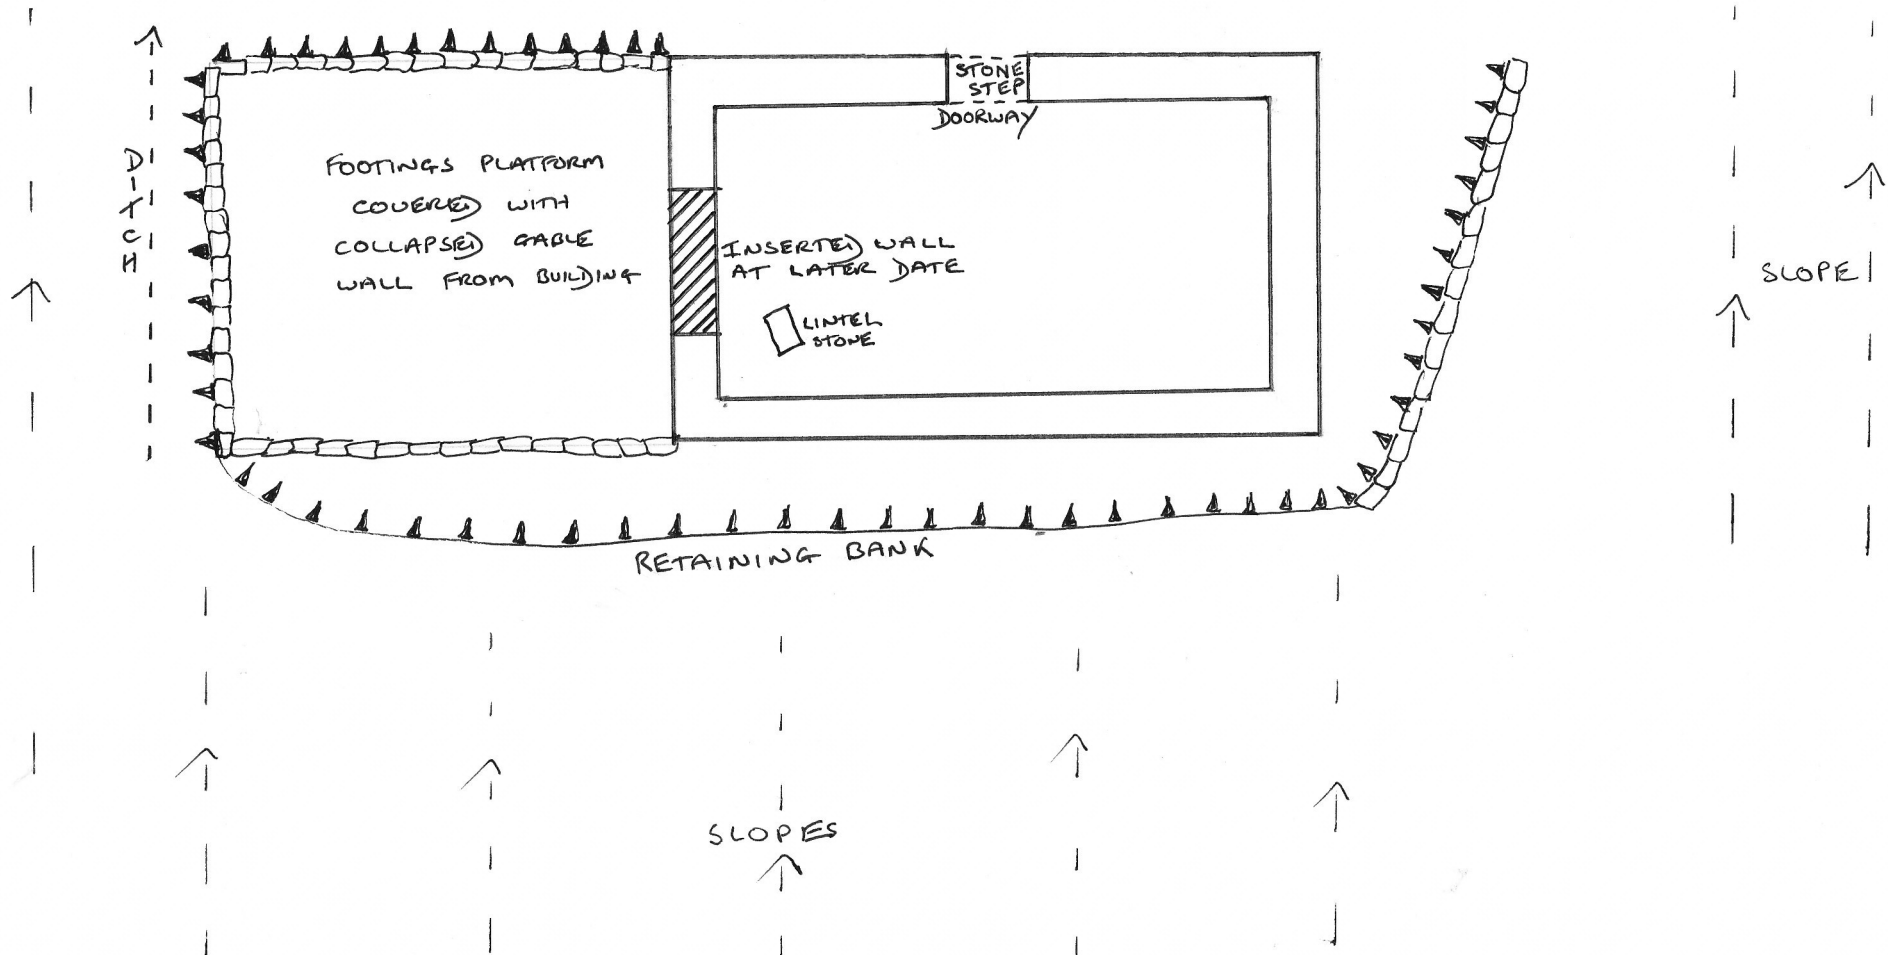 STONE
STEP
DOORWAY
DITCH
FOOTINGS PLATFORM
COVERED WITH
COLLAPSED GABLE
WALL FROM BUILDING
INSERTED WALL
AT LATER DATE
LINTEL
STONE
SLOPE
RETAINING BANK
SLOPES